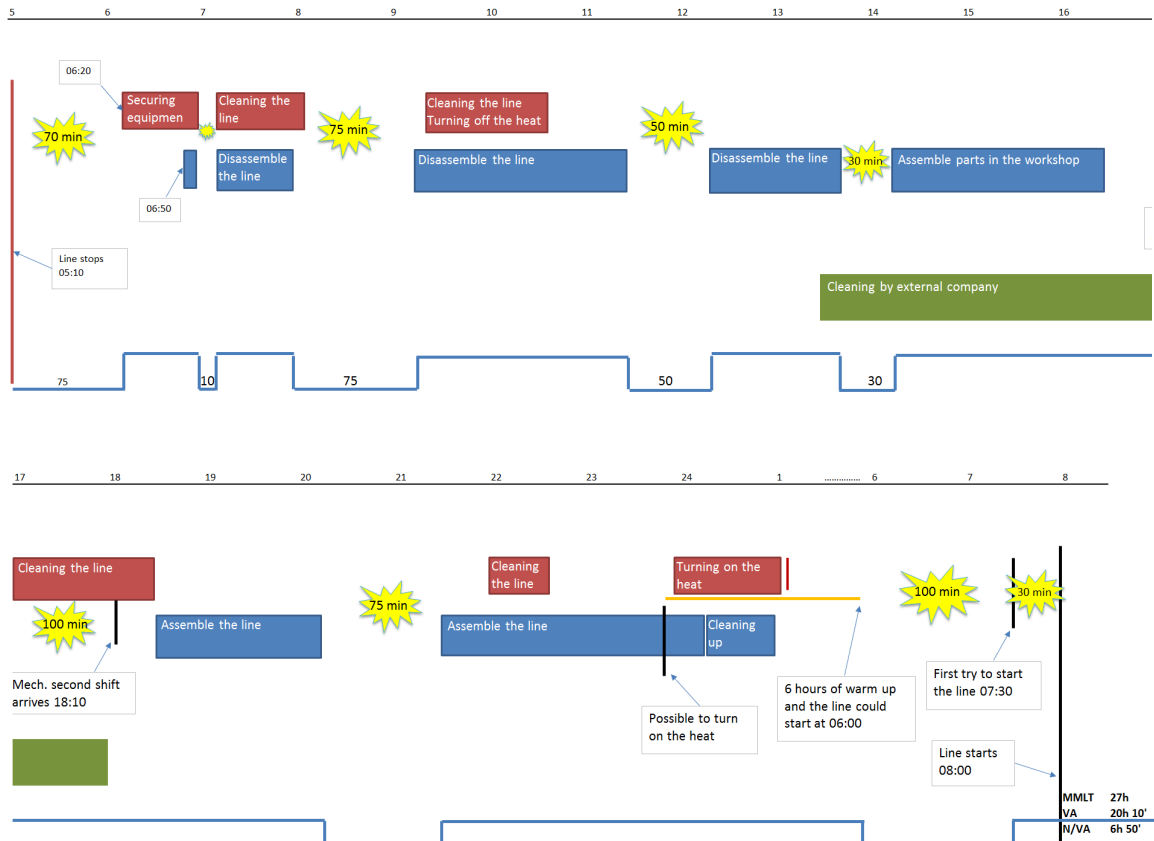 5 6 7 8 9 10 11 12 13 14 15 16
06:20
Securing
equipmen
Cleaning the
line
Cleaning the line
Turning off the heat
70 min
75 min
50 min
30 min
Disassemble
the line
Disassemble the line
Disassemble the line
Assemble parts in the workshop
06:50
Line stops
05:10
Cleaning by external company
75 10 75 50 30
17 18 19 20 21 22 23 24 1 .............. 6 7 8
Cleaning the line
Cleaning
the line
Turning on the
heat
100 min
75 min
100 min
30 min
Assemble the line
Assemble the line
Cleaning
up
Mech. second shift
arrives 18:10
Possible to turn
on the heat
6 hours of warm up
and the line could
start at 06:00
First try to start
the line 07:30
Line starts
08:00
MMLT 27h
VA 20h 10'
N/VA 6h 50'